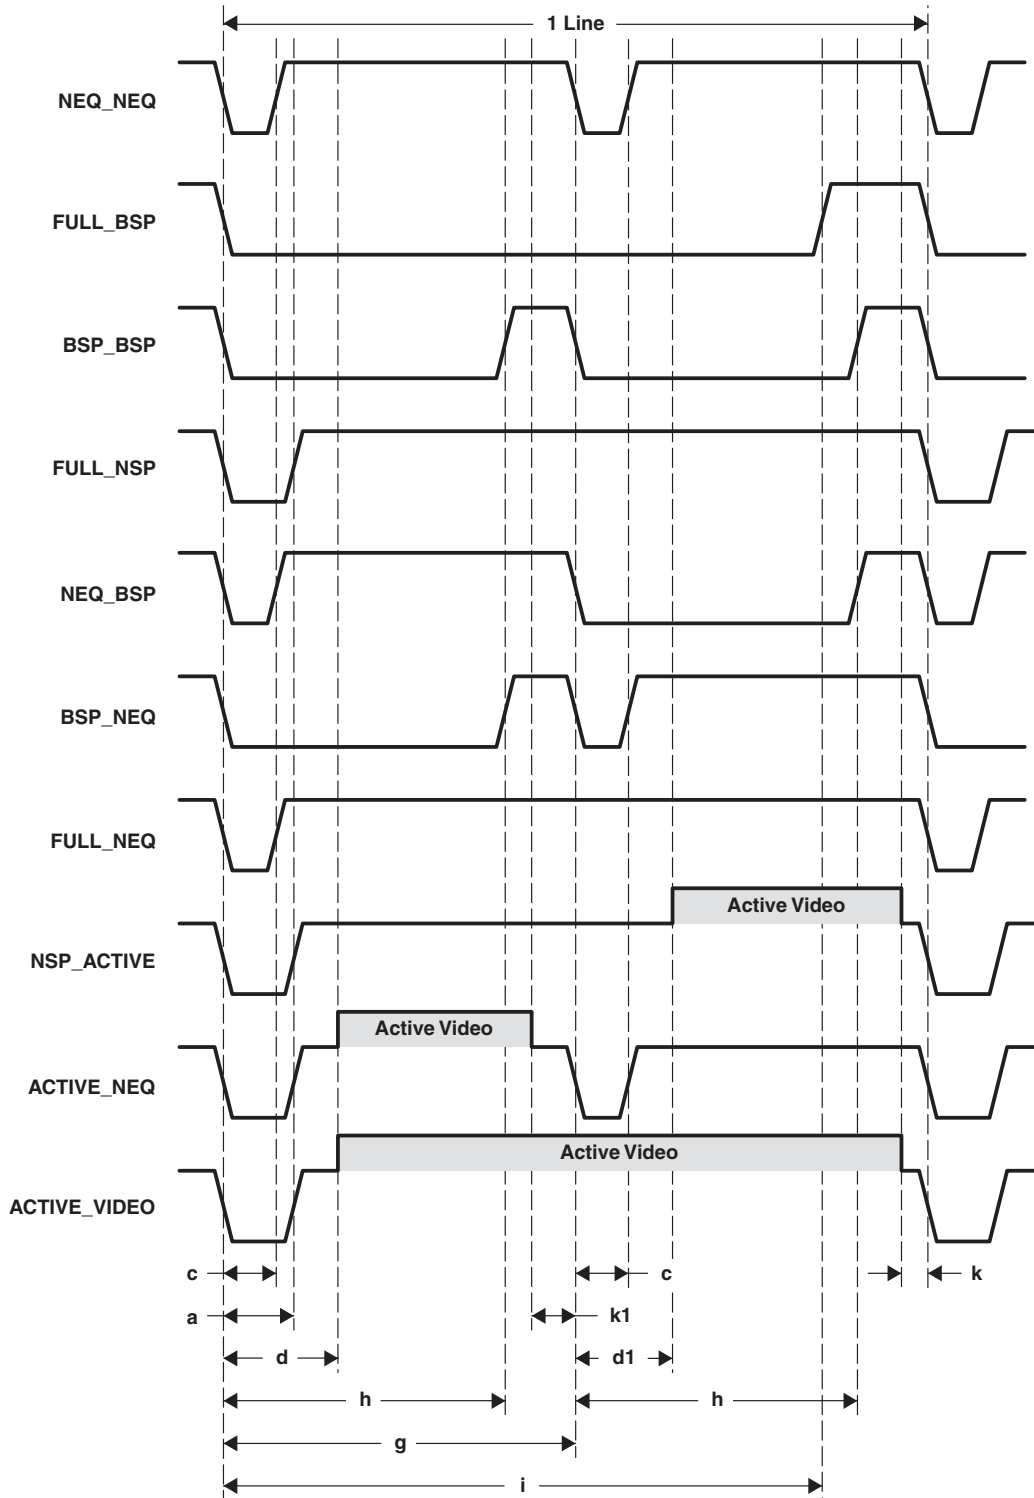 1 Line
NEQ_NEQ
FULL_BSP
BSP_BSP
FULL_NSP
NEQ_BSP
BSP_NEQ
FULL_NEQ
Active Video
NSP_ACTIVE
Active Video
ACTIVE_NEQ
Active Video
ACTIVE_VIDEO
c c k
a k1
d d1
h h
g
i